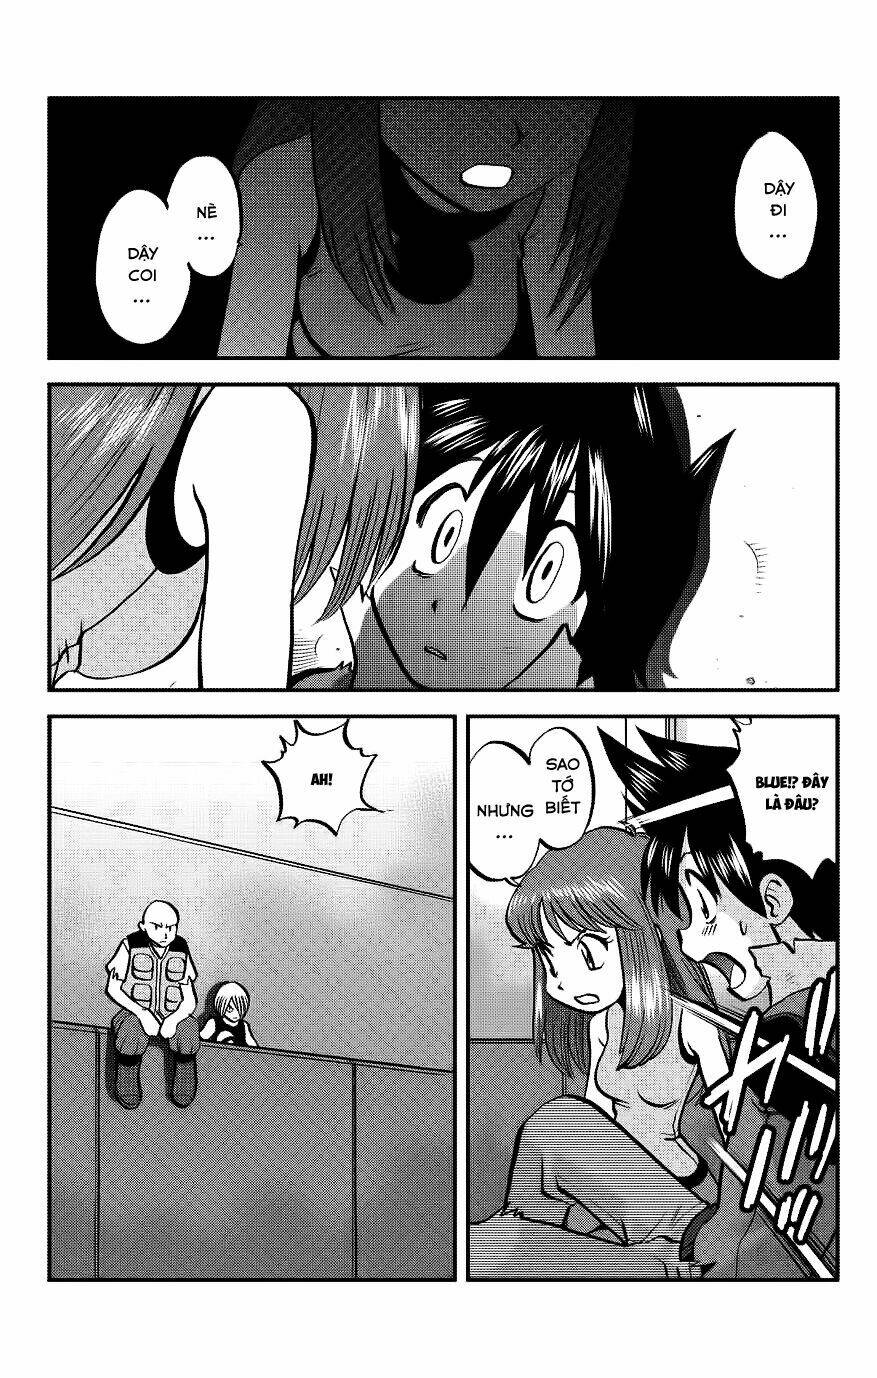 DẬY
ĐI
...
NÈ
...
DẬY
COI
...
BLUE!? ĐÂY
LÀ ĐÂU?
SAO
TỚ
BIẾT
NHƯNG
...
AH!